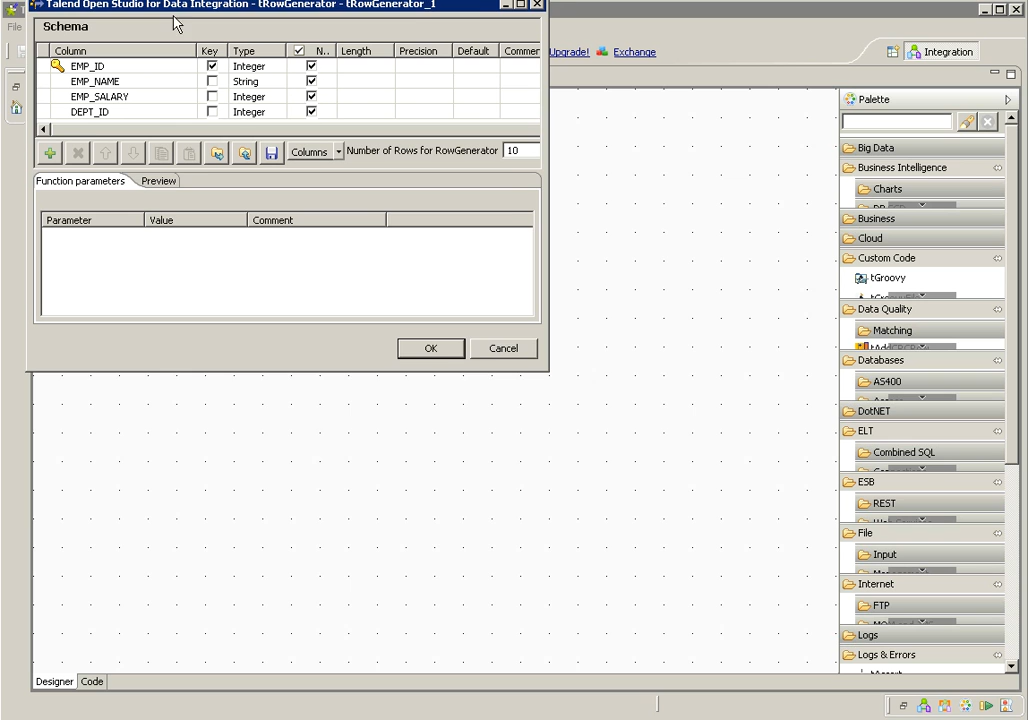 Talend Open Studio for Data Integration - tRowGenerator - tRowGenerator_1
File
Schema
Column Key Type N.. Length Precision Default Commer
EMP_ID Integer
EMP_NAME String
EMP_SALARY Integer
DEPT_ID Integer
Columns Number of Rows for RowGenerator 10
Function parameters Preview
Parameter Value Comment
OK Cancel
Upgrade! Exchange
Integration
Palette
Big Data
Business Intelligence
Charts
Business
Cloud
Custom Code
tGroovy
Data Quality
Matching
Databases
AS400
DotNET
ELT
Combined SQL
ESB
REST
File
Input
Internet
FTP
Logs
Logs & Errors
Designer Code